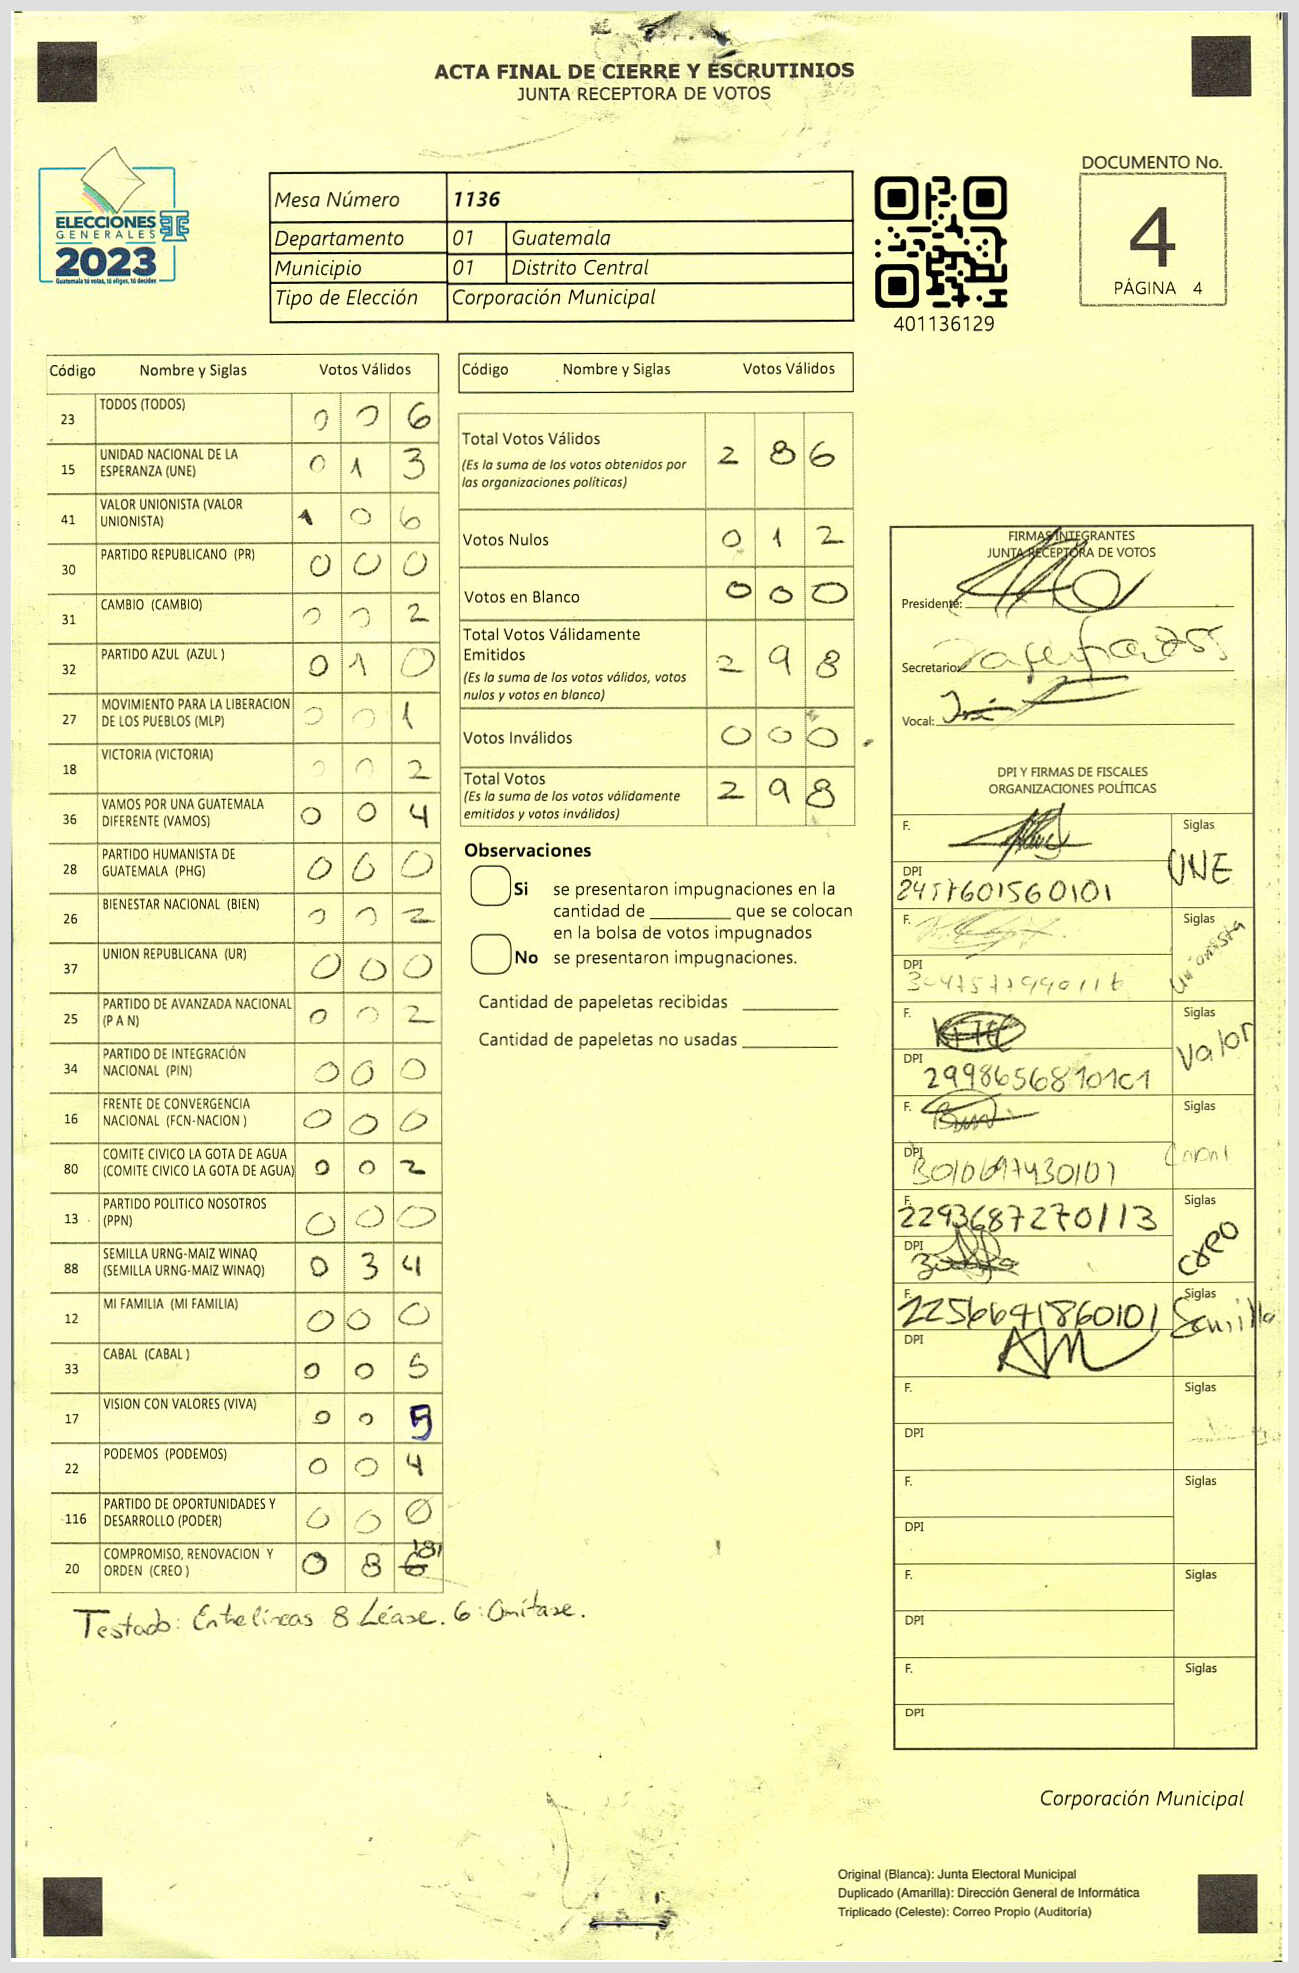 ACTA FINAL DE CIERRE Y ESCRUTINIOS
JUNTA RECEPTORA DE VOTOS
ELECCIONES
GENERALES
2023
Guatemala tú votas, tú eliges, tú decides
Mesa Número 1136
Departamento 01 Guatemala
Municipio 01 Distrito Central
Tipo de Elección Corporación Municipal
401136129
DOCUMENTO No.
4
PÁGINA 4
Código Nombre y Siglas Votos Válidos
23 TODOS (TODOS) 0 0 6
15 UNIDAD NACIONAL DE LA ESPERANZA (UNE) 0 1 3
41 VALOR UNIONISTA (VALOR UNIONISTA) 1 0 6
30 PARTIDO REPUBLICANO (PR) 0 0 0
31 CAMBIO (CAMBIO) 0 0 2
32 PARTIDO AZUL (AZUL ) 0 1 0
27 MOVIMIENTO PARA LA LIBERACION DE LOS PUEBLOS (MLP) 0 0 1
18 VICTORIA (VICTORIA) 0 0 2
36 VAMOS POR UNA GUATEMALA DIFERENTE (VAMOS) 0 0 4
28 PARTIDO HUMANISTA DE GUATEMALA (PHG) 0 0 0
26 BIENESTAR NACIONAL (BIEN) 0 0 2
37 UNION REPUBLICANA (UR) 0 0 0
25 PARTIDO DE AVANZADA NACIONAL (P A N) 0 0 2
34 PARTIDO DE INTEGRACIÓN NACIONAL (PIN) 0 0 0
16 FRENTE DE CONVERGENCIA NACIONAL (FCN-NACION ) 0 0 0
80 COMITE CIVICO LA GOTA DE AGUA (COMITE CIVICO LA GOTA DE AGUA) 0 0 2
13 PARTIDO POLITICO NOSOTROS (PPN) 0 0 0
88 SEMILLA URNG-MAIZ WINAQ (SEMILLA URNG-MAIZ WINAQ) 0 3 4
12 MI FAMILIA (MI FAMILIA) 0 0 0
33 CABAL (CABAL ) 0 0 5
17 VISION CON VALORES (VIVA) 0 0 5
22 PODEMOS (PODEMOS) 0 0 4
116 PARTIDO DE OPORTUNIDADES Y DESARROLLO (PODER) 0 0 0
20 COMPROMISO, RENOVACION Y ORDEN (CREO ) 0 8 6 8
Testado: Entrelíneas 8 Léase. 6: Omítase.
Código Nombre y Siglas Votos Válidos
Total Votos Válidos 2 8 6
(Es la suma de los votos obtenidos por
las organizaciones políticas)
Votos Nulos 0 1 2
Votos en Blanco 0 0 0
Total Votos Válidamente
Emitidos 2 9 8
(Es la suma de los votos válidos, votos
nulos y votos en blanco)
Votos Inválidos 0 0 0
Total Votos 2 9 8
(Es la suma de los votos válidamente
emitidos y votos inválidos)
Observaciones
Si se presentaron impugnaciones en la
cantidad de ________ que se colocan
en la bolsa de votos impugnados
No se presentaron impugnaciones.
Cantidad de papeletas recibidas
Cantidad de papeletas no usadas
FIRMAS INTEGRANTES
JUNTA RECEPTORA DE VOTOS
Presidente:
Secretario:
Vocal: José
DPI Y FIRMAS DE FISCALES
ORGANIZACIONES POLÍTICAS
F. Siglas
DPI 2457601560101 UNE
F. Siglas
DPI Unionista
F. Siglas
DPI 2998656810101 Valor
F. Siglas
DPI
F. 2293687270113 Siglas
DPI CREO
F. 2256641860101 Siglas
DPI Semilla
F. Siglas
DPI
F. Siglas
DPI
F. Siglas
DPI
F. Siglas
DPI
Corporación Municipal
Original (Blanca): Junta Electoral Municipal
Duplicado (Amarilla): Dirección General de Informática
Triplicado (Celeste): Correo Propio (Auditoría)